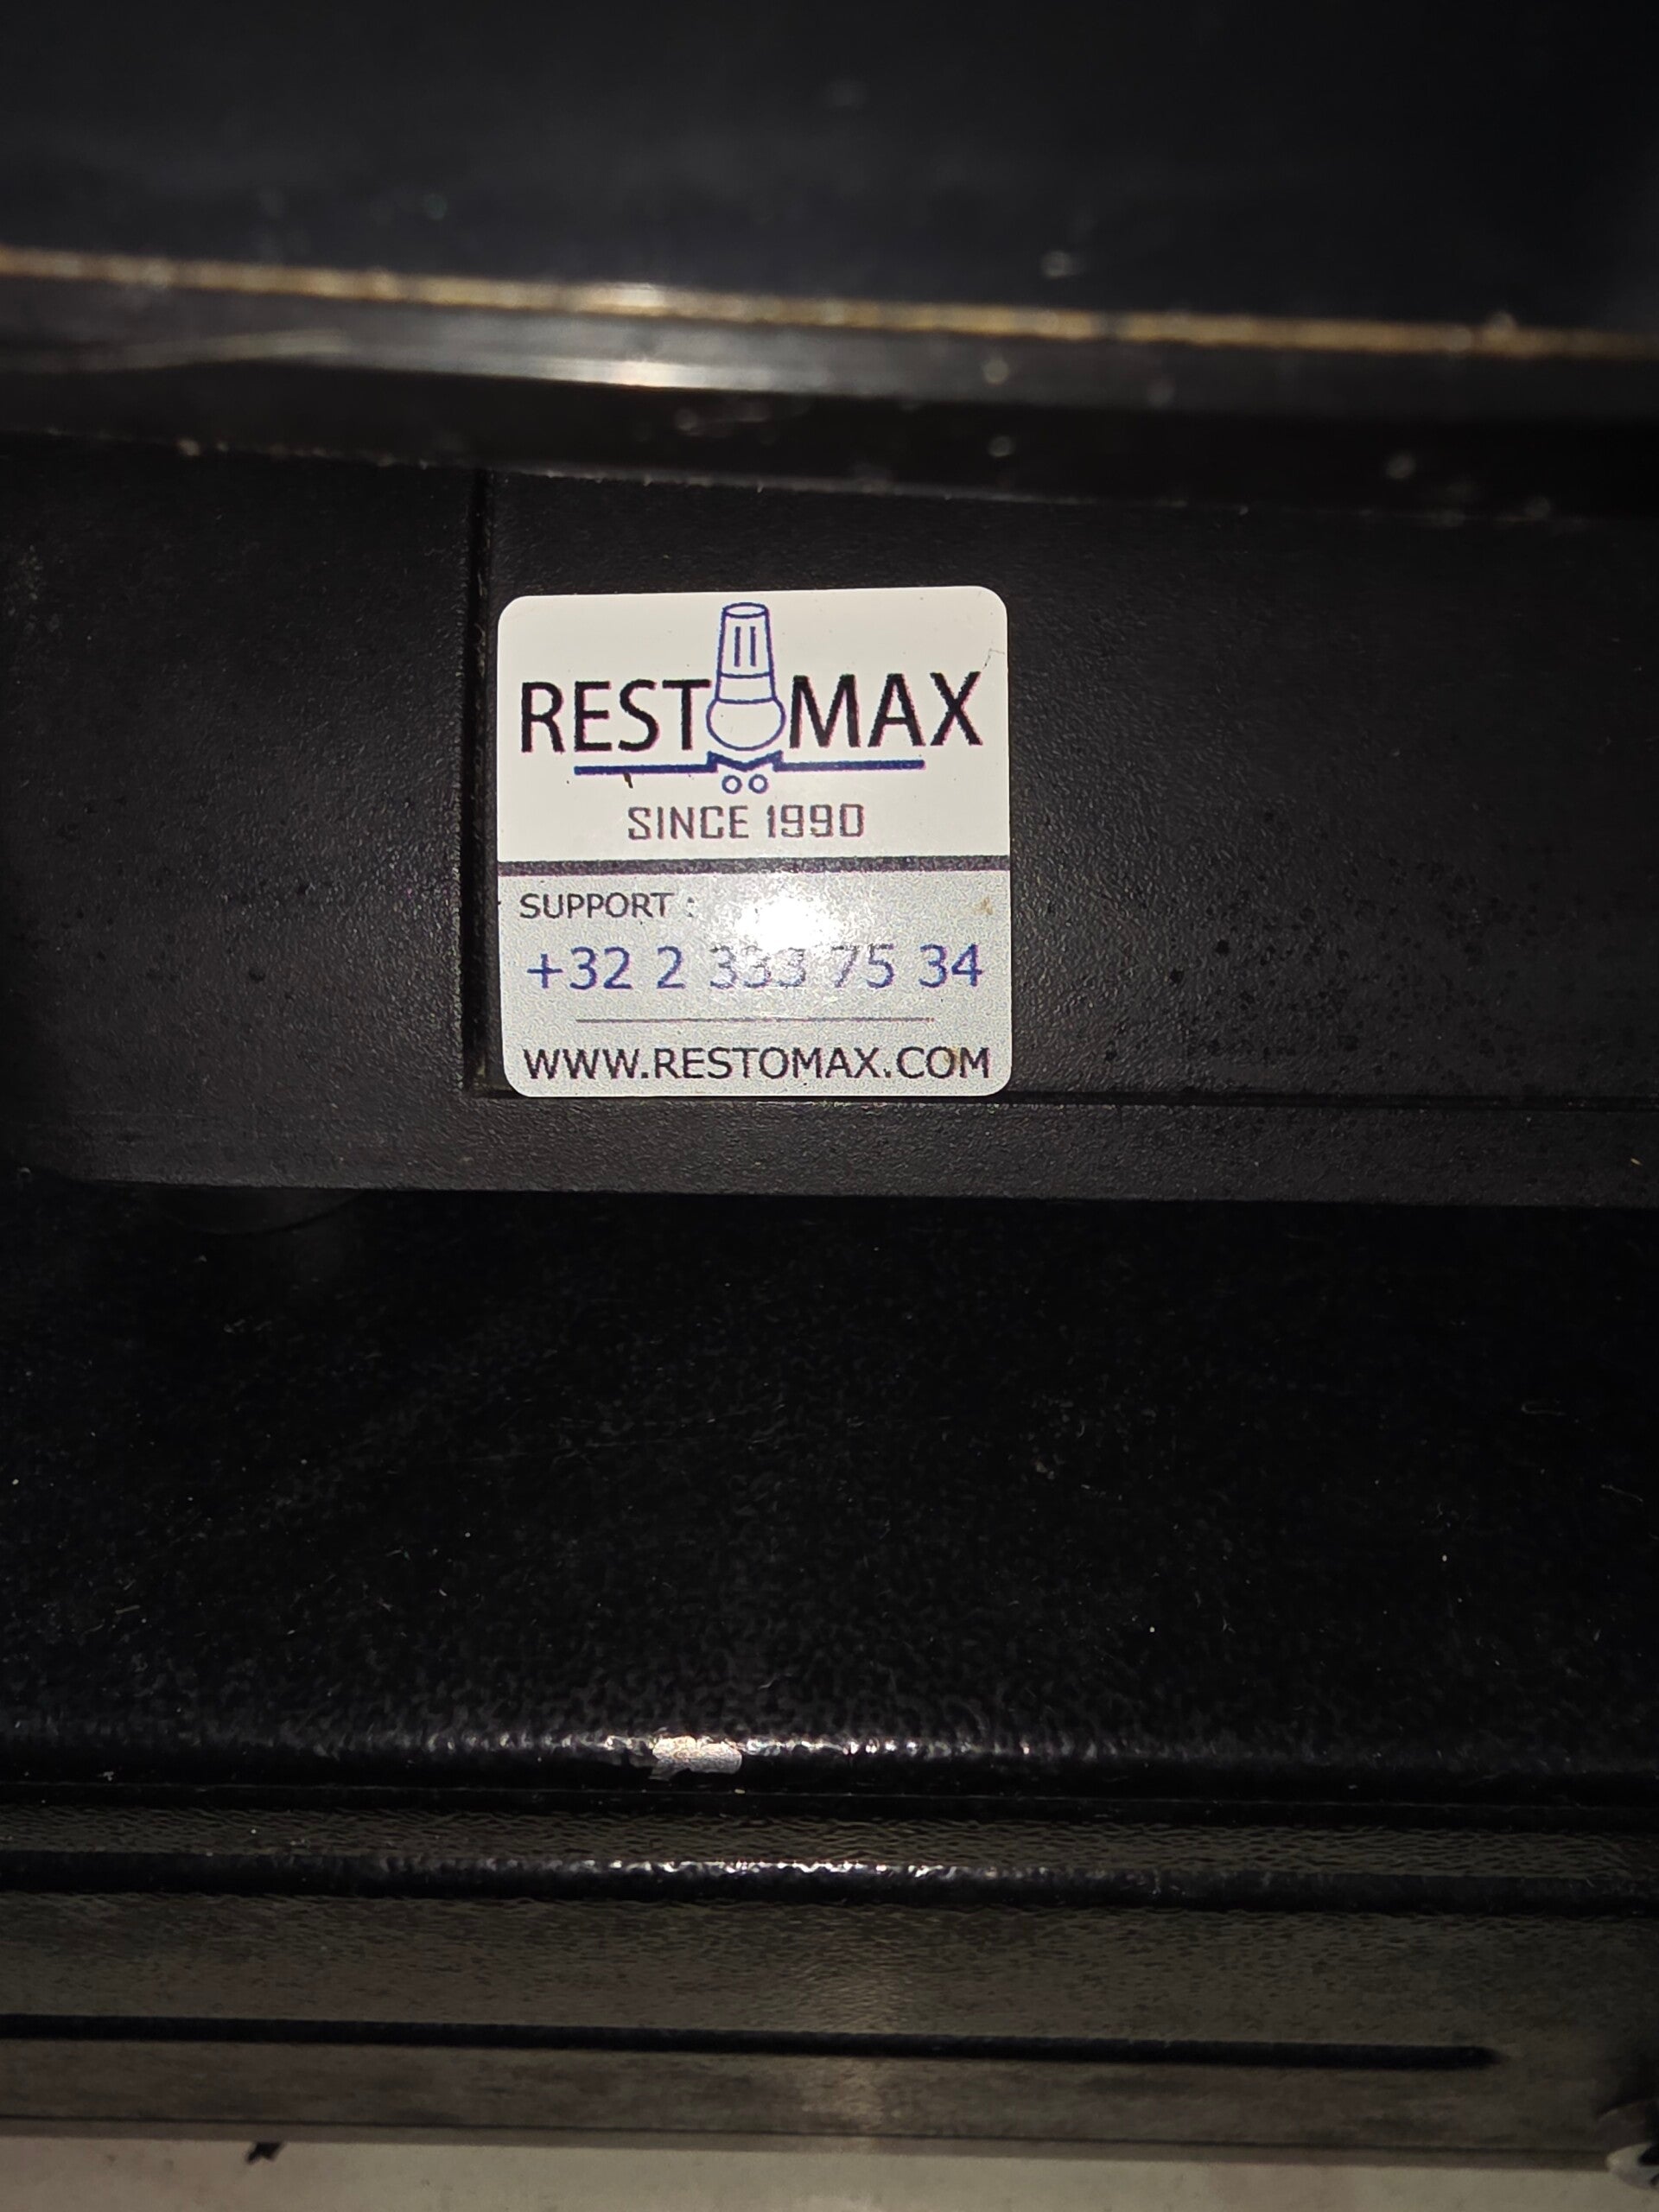 RESTOMAX
SINCE 1990
SUPPORT :
+32 2 333 75 34
WWW.RESTOMAX.COM